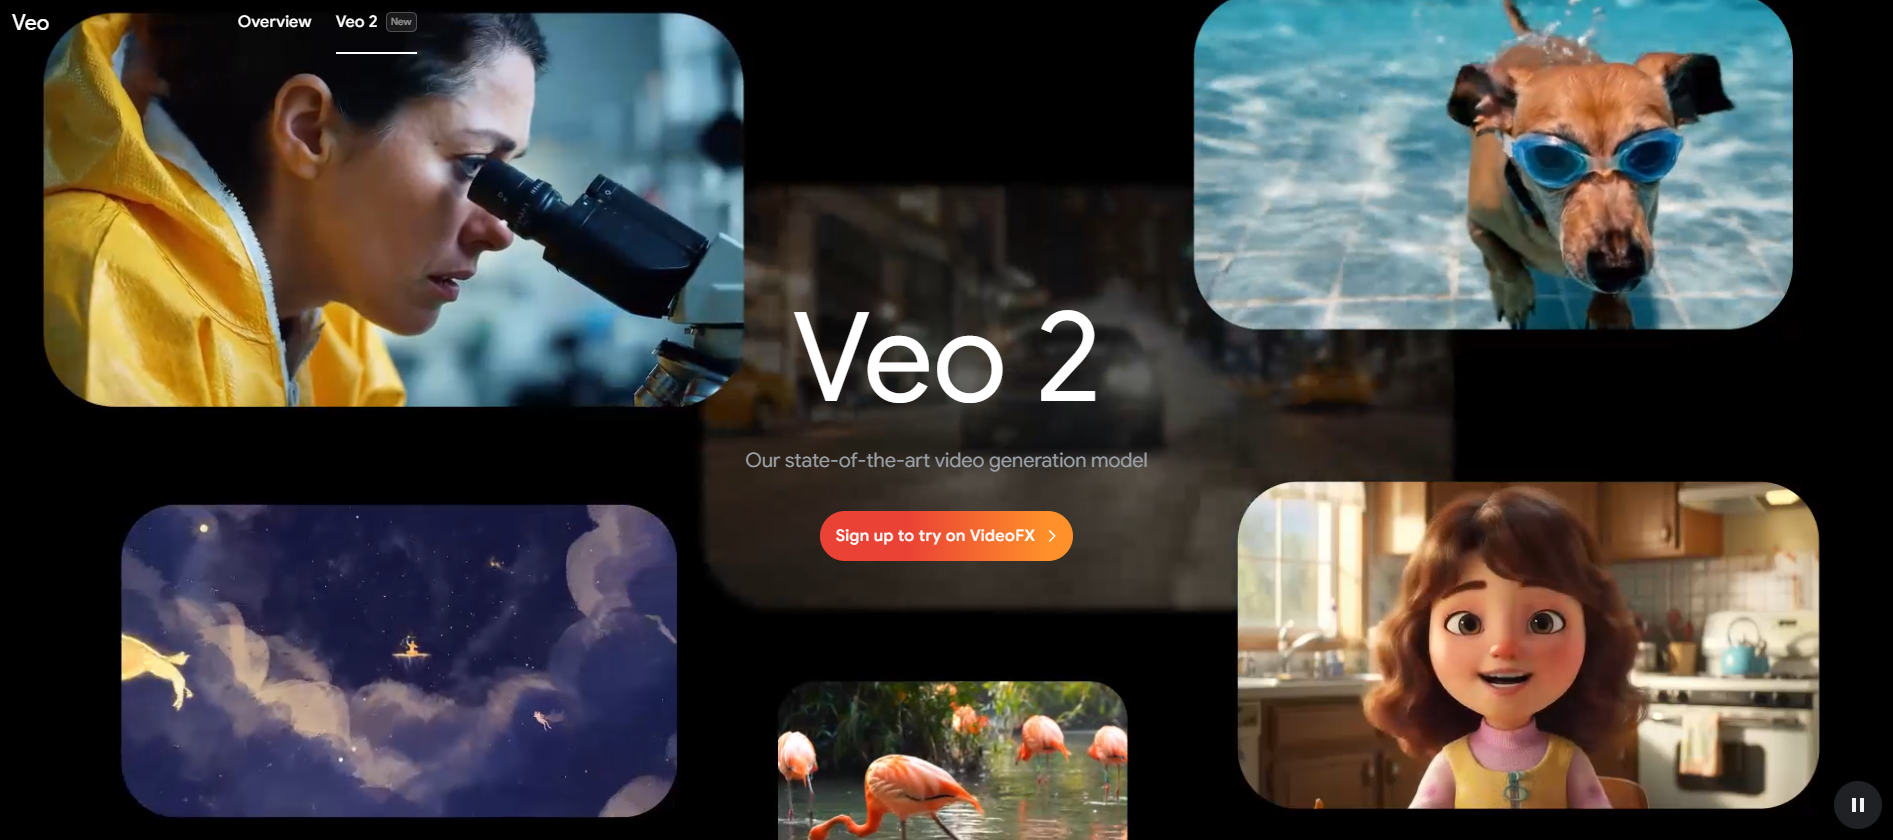 Veo
Overview
Veo 2 New
Veo 2
Our state-of-the-art video generation model
Sign up to try on VideoFX